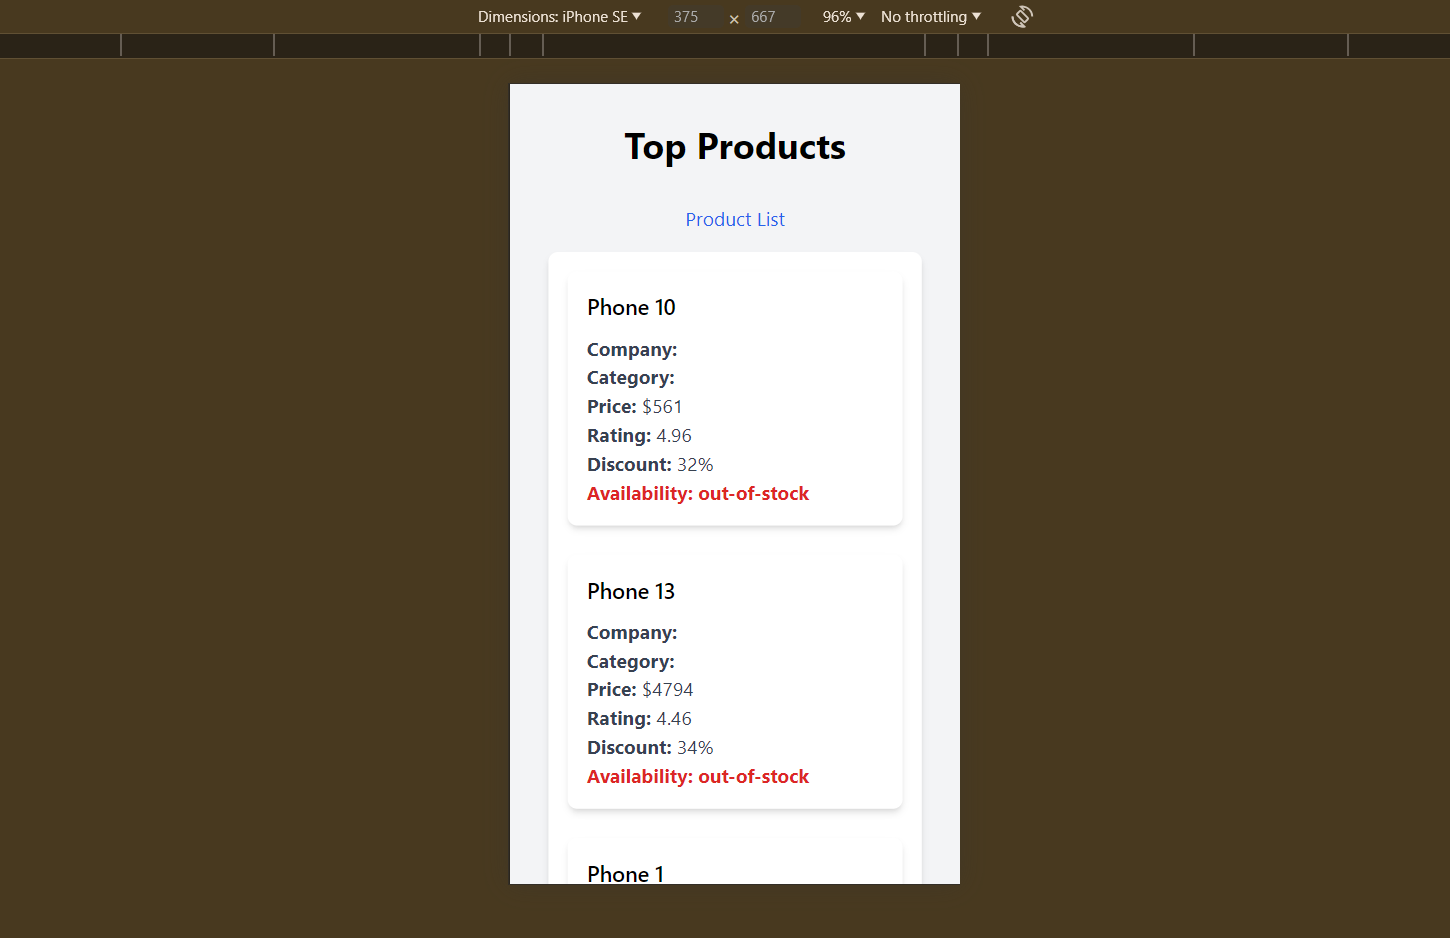 Dimensions: iPhone SE 375 × 667 96% No throttling
Top Products
Product List
Phone 10
Company:
Category:
Price: $561
Rating: 4.96
Discount: 32%
Availability: out-of-stock
Phone 13
Company:
Category:
Price: $4794
Rating: 4.46
Discount: 34%
Availability: out-of-stock
Phone 1